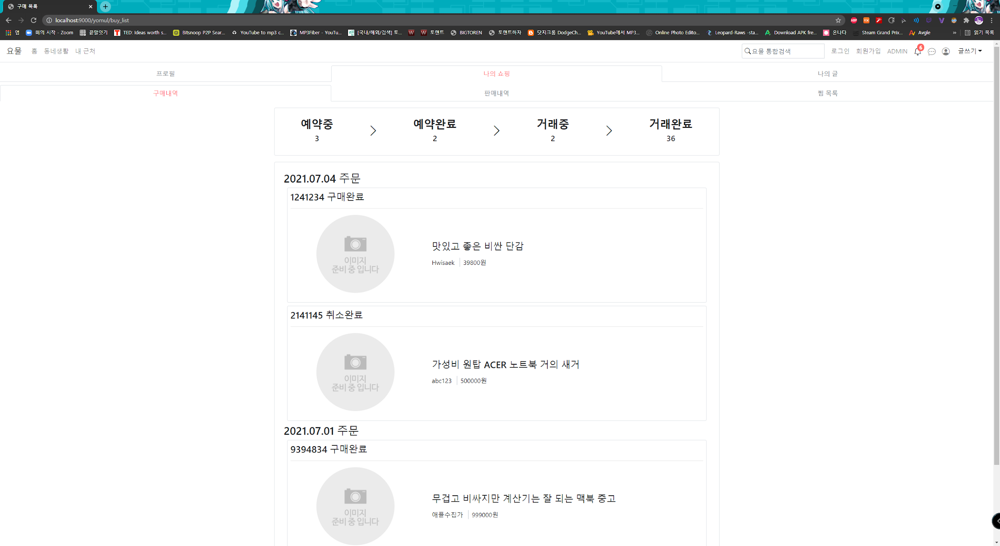 구매 목록
localhost:9000/yomul/buy_list
앱 회의 시작 - Zoom 끝말잇기 TED: Ideas worth s... Bitsnoop P2P Sear... YouTube to mp3 c... MP3Fiber - YouTu... [국내/해외/검색] 토... 토렌트 BIGTOREN 토렌트하자 닷지크롬 DodgeCh... YouTube에서 MP3... Online Photo Edito... Leopard-Raws -sta... Download APK fre... 온나다 Steam Grand Prix... Avgle » 읽기 목록
요물 홈 동네생활 내 근처 요물 통합검색 로그인 회원가입 ADMIN 6 글쓰기
프로필 나의 쇼핑 나의 글
구매내역 판매내역 찜 목록
예약중 예약완료 거래중 거래완료
3 2 2 36
2021.07.04 주문
1241234 구매완료
이미지
준비 중 입니다
맛있고 좋은 비싼 단감
Hwisaek 39800원
2141145 취소완료
이미지
준비 중 입니다
가성비 원탑 ACER 노트북 거의 새거
abc123 500000원
2021.07.01 주문
9394834 구매완료
이미지
준비 중 입니다
무겁고 비싸지만 계산기는 잘 되는 맥북 중고
애플수집가 999000원